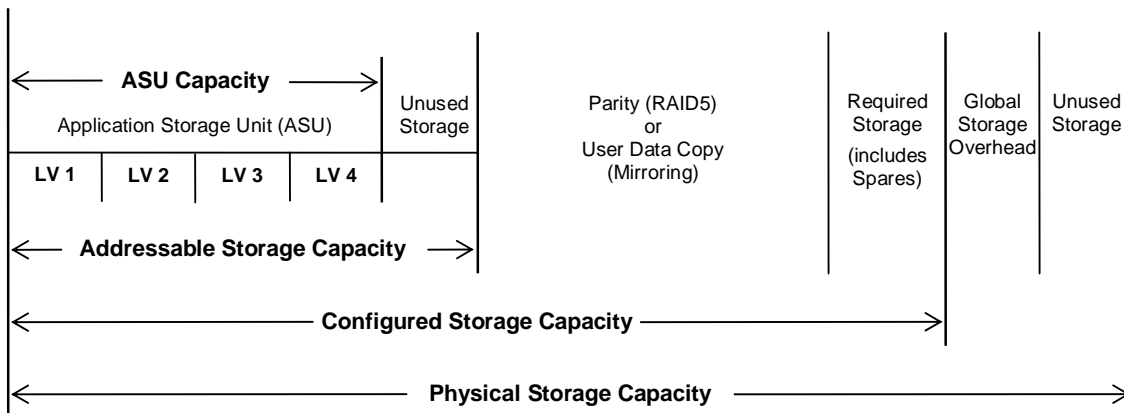 ASU Capacity
Application Storage Unit (ASU)
LV 1
LV 2
LV 3
LV 4
Unused
Storage
Parity (RAID5)
or
User Data Copy
(Mirroring)
Required
Storage
(includes
Spares)
Global
Storage
Overhead
Unused
Storage
Addressable Storage Capacity
Configured Storage Capacity
Physical Storage Capacity